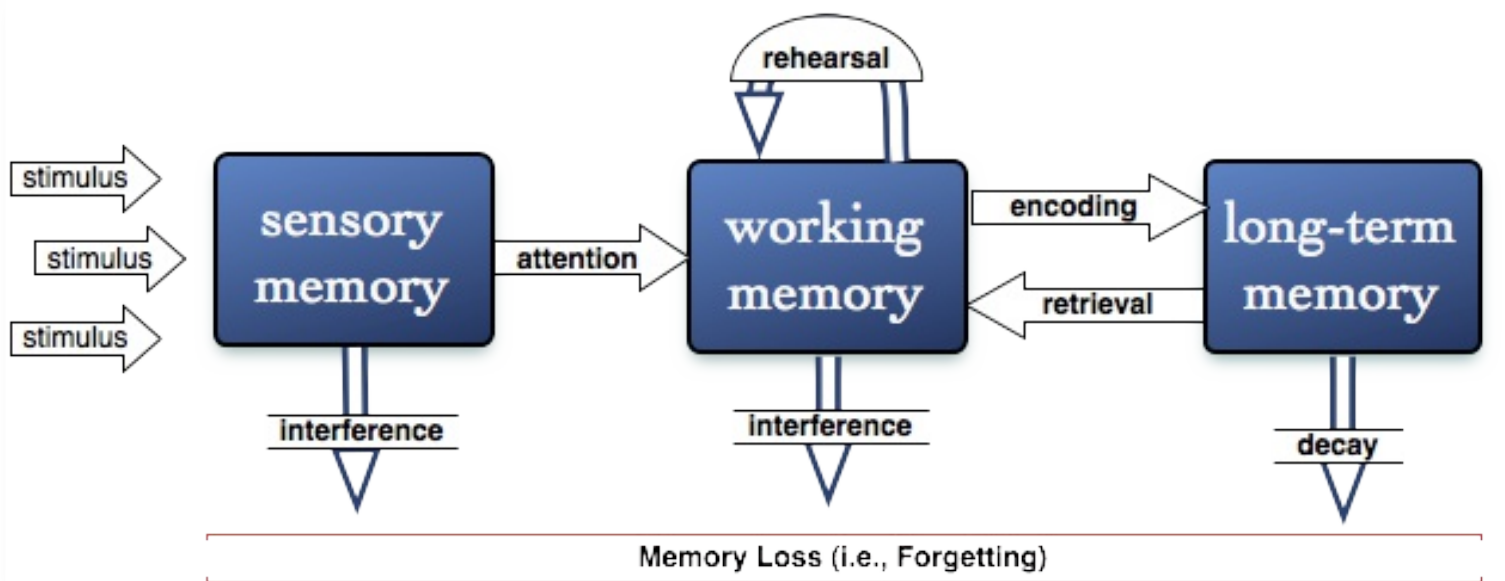 rehearsal
stimulus
stimulus
stimulus
sensory
memory
attention
working
memory
encoding
retrieval
long-term
memory
interference
interference
decay
Memory Loss (i.e., Forgetting)